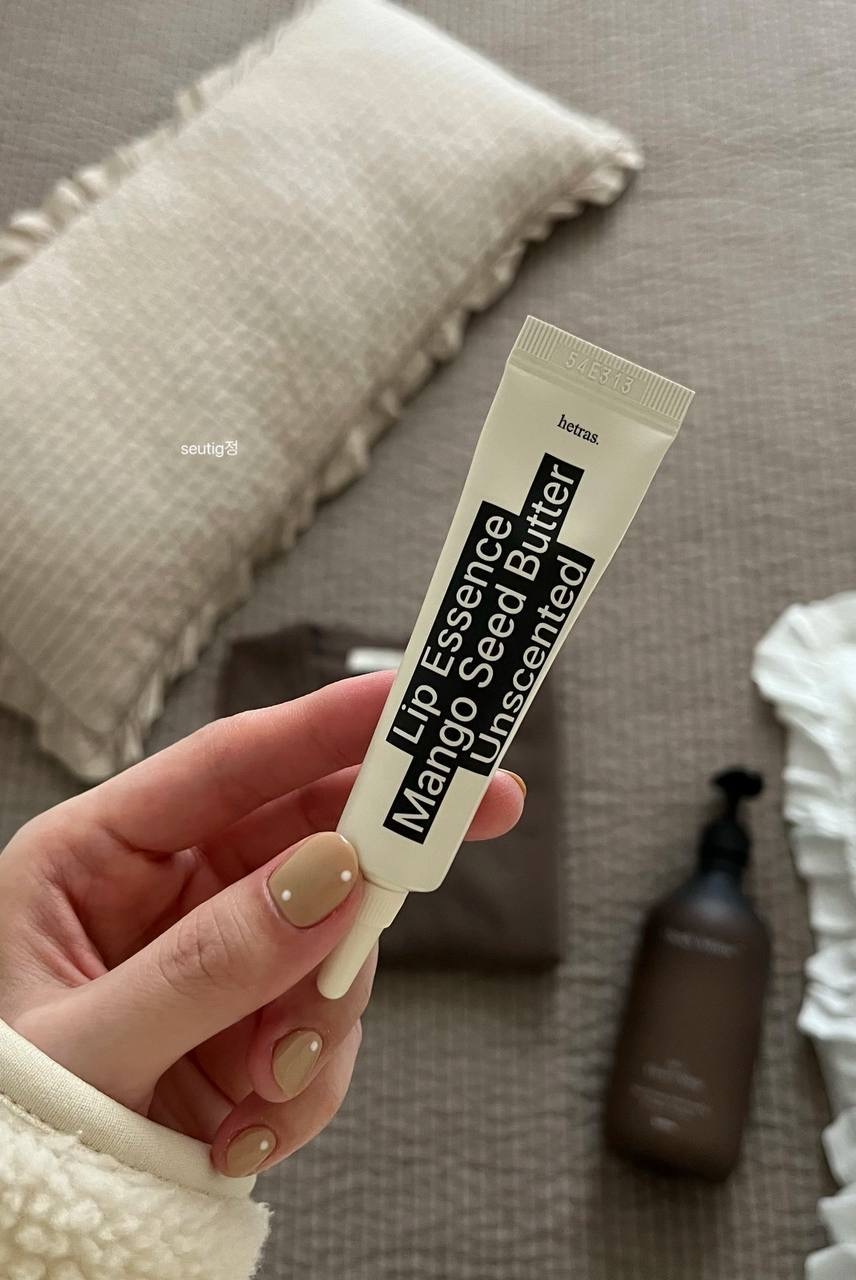 54E313
hetras.
Lip Essence
Mango Seed Butter
Unscented
seutig정